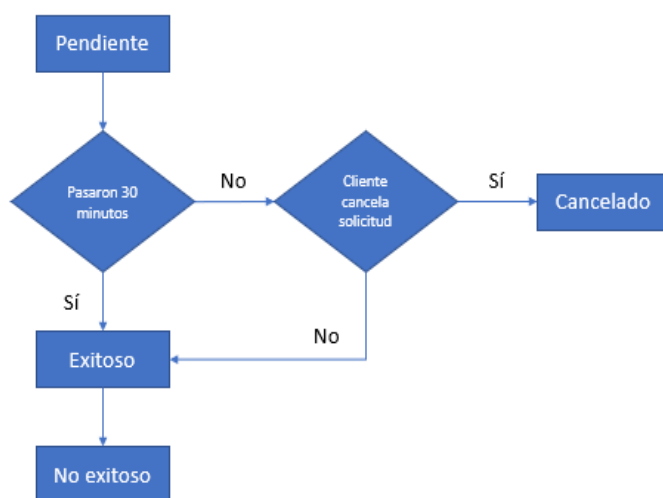 Pendiente
Pasaron 30
minutos
No
Cliente
cancela
solicitud
Sí
Cancelado
Sí
No
Exitoso
No exitoso